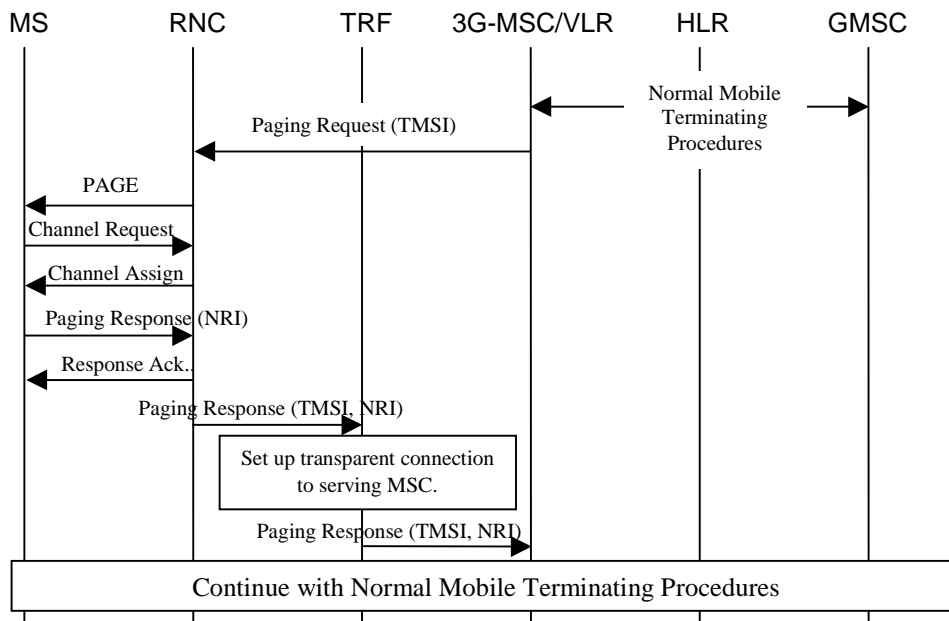 MS RNC TRF 3G-MSC/VLR HLR GMSC
Normal Mobile
Terminating
Procedures
Paging Request (TMSI)
PAGE
Channel Request
Channel Assign
Paging Response (NRI)
Response Ack..
Paging Response (TMSI, NRI)
Set up transparent connection
to serving MSC.
Paging Response (TMSI, NRI)
Continue with Normal Mobile Terminating Procedures